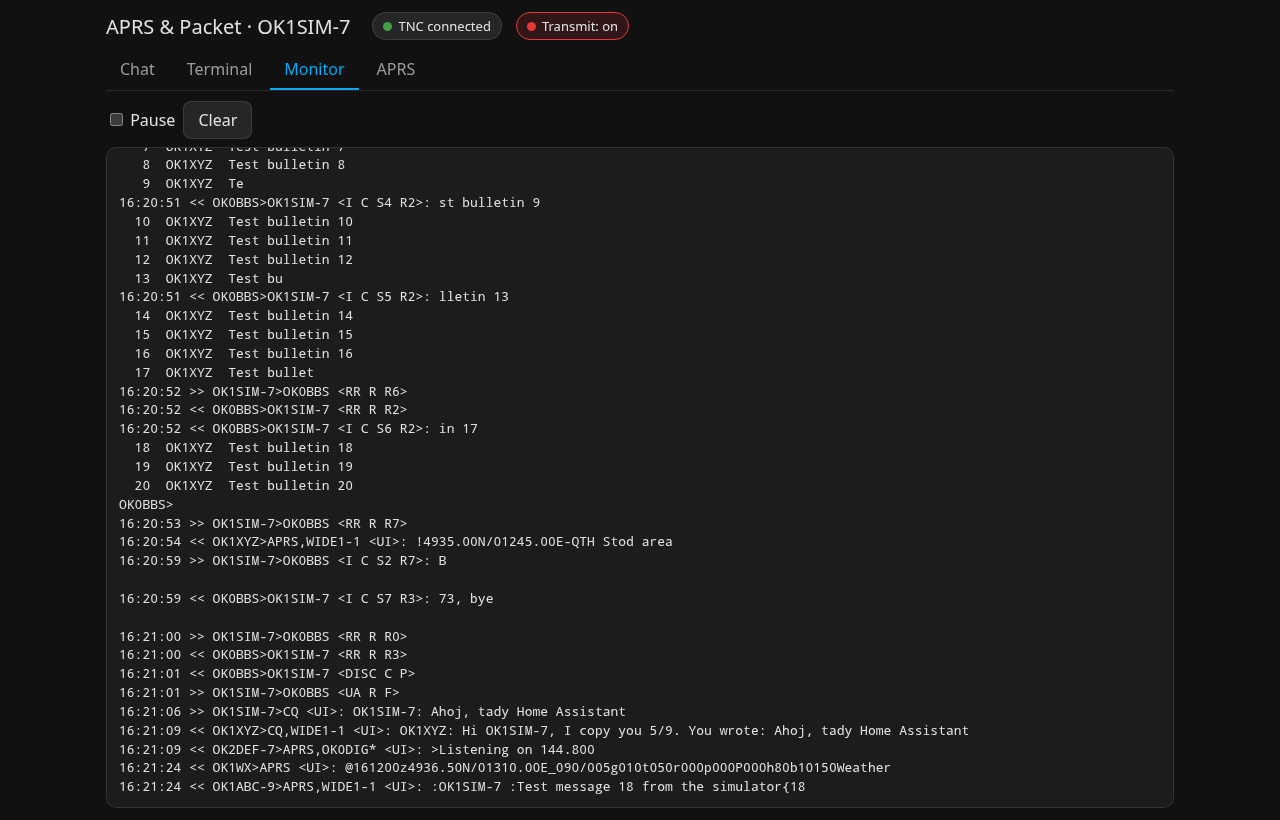 APRS & Packet · OK1SIM-7
TNC connected
Transmit: on
Chat
Terminal
Monitor
APRS
Pause
Clear
7  OK1XYZ  Test bulletin 7
8  OK1XYZ  Test bulletin 8
9  OK1XYZ  Te
16:20:51 << OK0BBS>OK1SIM-7 <I C S4 R2>: st bulletin 9
10  OK1XYZ  Test bulletin 10
11  OK1XYZ  Test bulletin 11
12  OK1XYZ  Test bulletin 12
13  OK1XYZ  Test bu
16:20:51 << OK0BBS>OK1SIM-7 <I C S5 R2>: lletin 13
14  OK1XYZ  Test bulletin 14
15  OK1XYZ  Test bulletin 15
16  OK1XYZ  Test bulletin 16
17  OK1XYZ  Test bullet
16:20:52 >> OK1SIM-7>OK0BBS <RR R R6>
16:20:52 << OK0BBS>OK1SIM-7 <RR R R2>
16:20:52 << OK0BBS>OK1SIM-7 <I C S6 R2>: in 17
18  OK1XYZ  Test bulletin 18
19  OK1XYZ  Test bulletin 19
20  OK1XYZ  Test bulletin 20
OK0BBS>
16:20:53 >> OK1SIM-7>OK0BBS <RR R R7>
16:20:54 << OK1XYZ>APRS,WIDE1-1 <UI>: !4935.00N/01245.00E-QTH Stod area
16:20:59 >> OK1SIM-7>OK0BBS <I C S2 R7>: B
16:20:59 << OK0BBS>OK1SIM-7 <I C S7 R3>: 73, bye
16:21:00 >> OK1SIM-7>OK0BBS <RR R R0>
16:21:00 << OK0BBS>OK1SIM-7 <RR R R3>
16:21:01 << OK0BBS>OK1SIM-7 <DISC C P>
16:21:01 >> OK1SIM-7>OK0BBS <UA R F>
16:21:06 >> OK1SIM-7>CQ <UI>: OK1SIM-7: Ahoj, tady Home Assistant
16:21:09 << OK1XYZ>CQ,WIDE1-1 <UI>: OK1XYZ: Hi OK1SIM-7, I copy you 5/9. You wrote: Ahoj, tady Home Assistant
16:21:09 << OK2DEF-7>APRS,OK0DIG* <UI>: >Listening on 144.800
16:21:24 << OK1WX>APRS <UI>: @161200z4936.50N/01310.00E_090/005g010t050r000p000P000h80b10150Weather
16:21:24 << OK1ABC-9>APRS,WIDE1-1 <UI>: :OK1SIM-7 :Test message 18 from the simulator{18